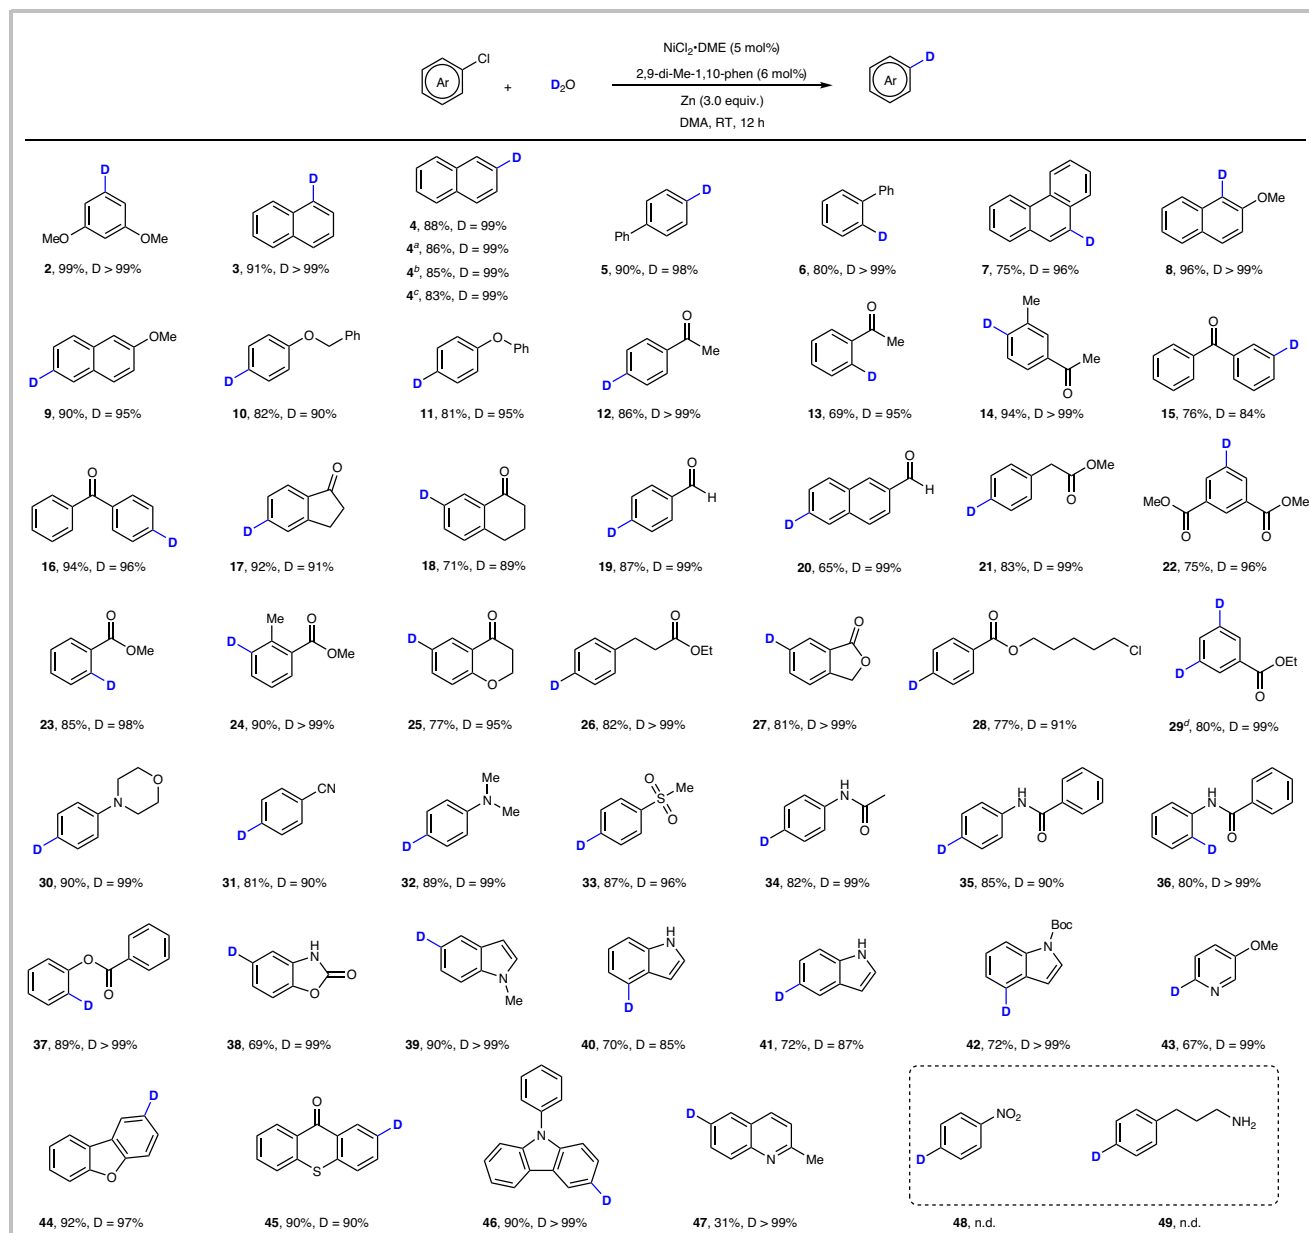 Cl
Ar
+
D₂O
NiCl₂•DME (5 mol%)
2,9-di-Me-1,10-phen (6 mol%)
Zn (3.0 equiv.)
DMA, RT, 12 h
D
Ar
D
MeO
OMe
2, 99%, D > 99%
D
3, 91%, D > 99%
D
4, 88%, D = 99%
4ᵃ, 86%, D = 99%
4ᵇ, 85%, D = 99%
4ᶜ, 83%, D = 99%
D
Ph
5, 90%, D = 98%
Ph
D
6, 80%, D > 99%
D
7, 75%, D = 96%
D
OMe
8, 96%, D > 99%
OMe
D
9, 90%, D = 95%
O
Ph
D
10, 82%, D = 90%
O
Ph
D
11, 81%, D = 95%
O
Me
D
12, 86%, D > 99%
O
Me
D
13, 69%, D = 95%
Me
D
Me
O
14, 94%, D > 99%
O
D
15, 76%, D = 84%
O
D
16, 94%, D = 96%
O
D
17, 92%, D = 91%
O
D
18, 71%, D = 89%
O
H
D
19, 87%, D = 99%
O
H
D
20, 65%, D = 99%
OMe
O
D
21, 83%, D = 99%
D
MeO
OMe
O
O
22, 75%, D = 96%
O
OMe
D
23, 85%, D = 98%
Me
O
D
OMe
24, 90%, D > 99%
O
D
O
25, 77%, D = 95%
O
OEt
D
26, 82%, D > 99%
O
D
O
27, 81%, D > 99%
O
O
Cl
D
28, 77%, D = 91%
D
D
OEt
O
29ᵈ, 80%, D = 99%
O
N
D
30, 90%, D = 99%
CN
D
31, 81%, D = 90%
Me
N
Me
D
32, 89%, D = 99%
O
Me
S
O
D
33, 87%, D = 96%
H
N
O
D
34, 82%, D = 99%
H
N
O
D
35, 85%, D = 90%
H
N
O
D
36, 80%, D > 99%
O
O
D
37, 89%, D > 99%
D
H
N
O
O
38, 69%, D = 99%
D
N
Me
39, 90%, D > 99%
H
N
D
40, 70%, D = 85%
H
N
D
41, 72%, D = 87%
Boc
N
D
42, 72%, D > 99%
OMe
D
N
43, 67%, D = 99%
D
O
44, 92%, D = 97%
O
D
S
45, 90%, D = 90%
N
D
46, 90%, D > 99%
D
N
Me
47, 31%, D > 99%
NO₂
D
48, n.d.
NH₂
D
49, n.d.